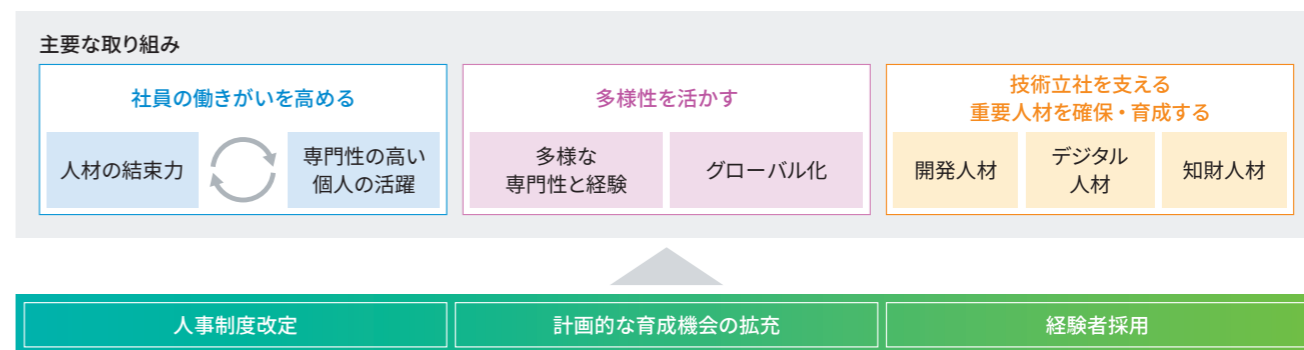 主要な取り組み
社員の働きがいを高める
人材の結束力
専門性の高い
個人の活躍
多様性を活かす
多様な
専門性と経験
グローバル化
技術立社を支える
重要人材を確保・育成する
開発人材
デジタル
人材
知財人材
人事制度改定
計画的な育成機会の拡充
経験者採用